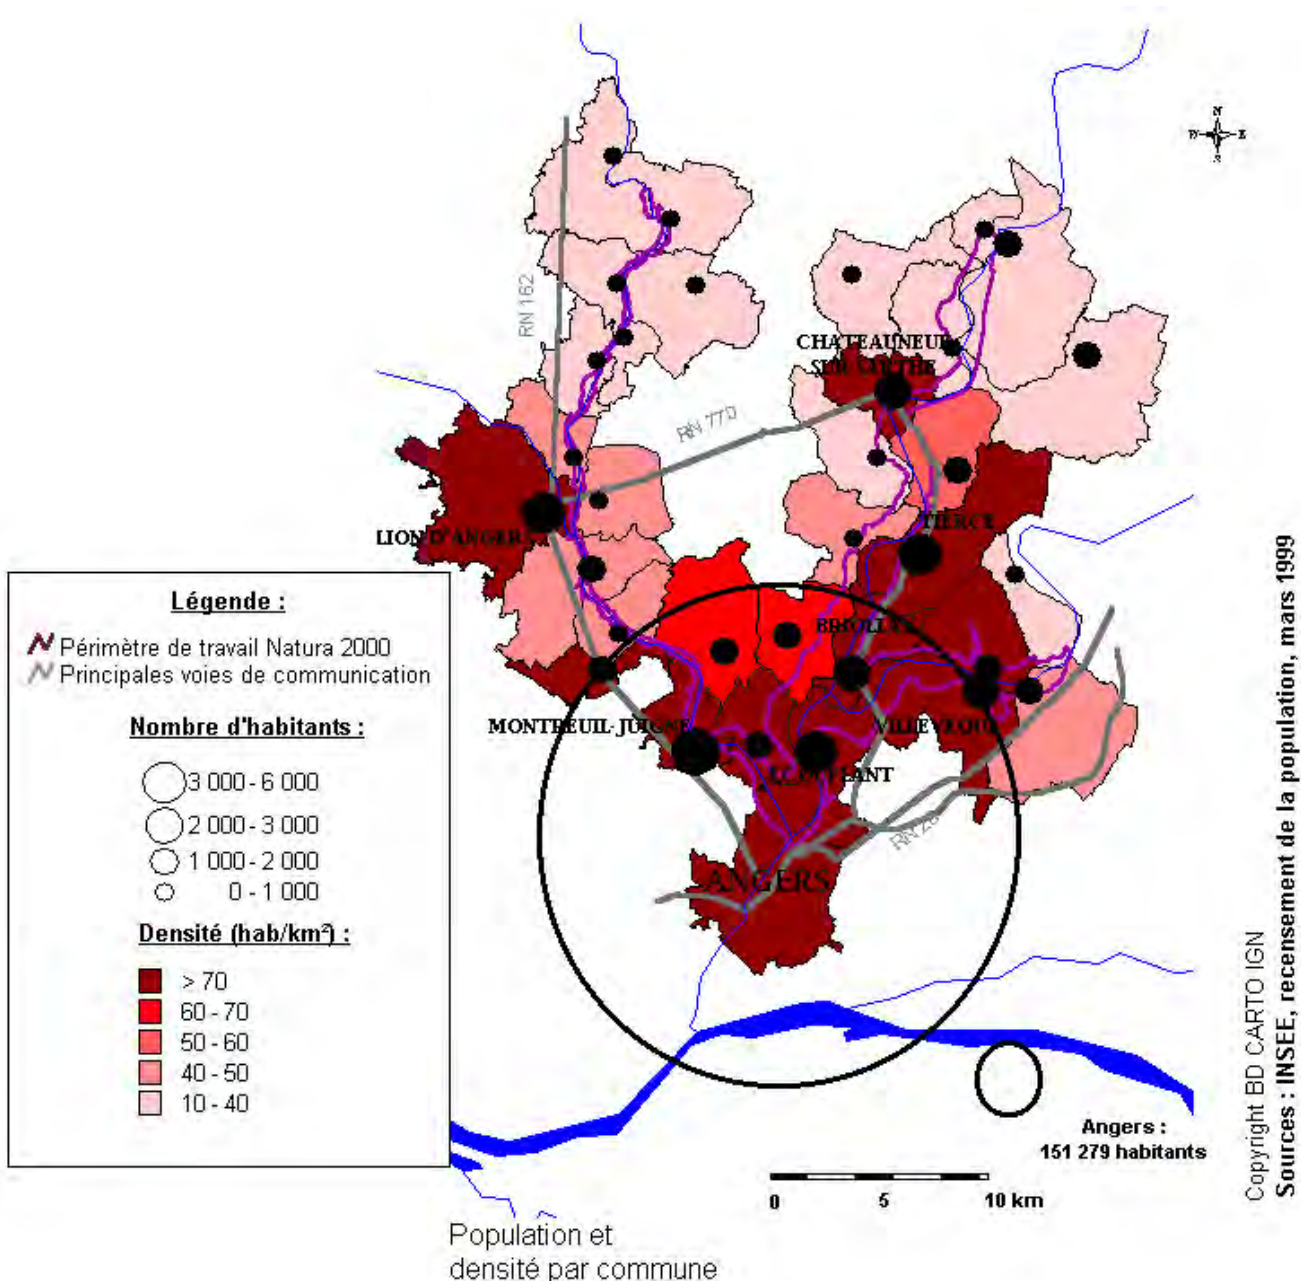 N
W E
S
RN 162
CHATEAUNEUF
SUR SARTHE
RN 770
LION D'ANGERS
TIERCE
BRIOLLAY
MONTREUIL-JUIGNE
VILLEVEQUE
ECOUFLANT
RN 23
ANGERS
Légende :
Périmètre de travail Natura 2000
Principales voies de communication
Nombre d'habitants :
3 000 - 6 000
2 000 - 3 000
1 000 - 2 000
0 - 1 000
Densité (hab/km²) :
> 70
60 - 70
50 - 60
40 - 50
10 - 40
Angers :
151 279 habitants
0 5 10 km
Population et
densité par commune
Copyright BD CARTO IGN
Sources : INSEE, recensement de la population, mars 1999